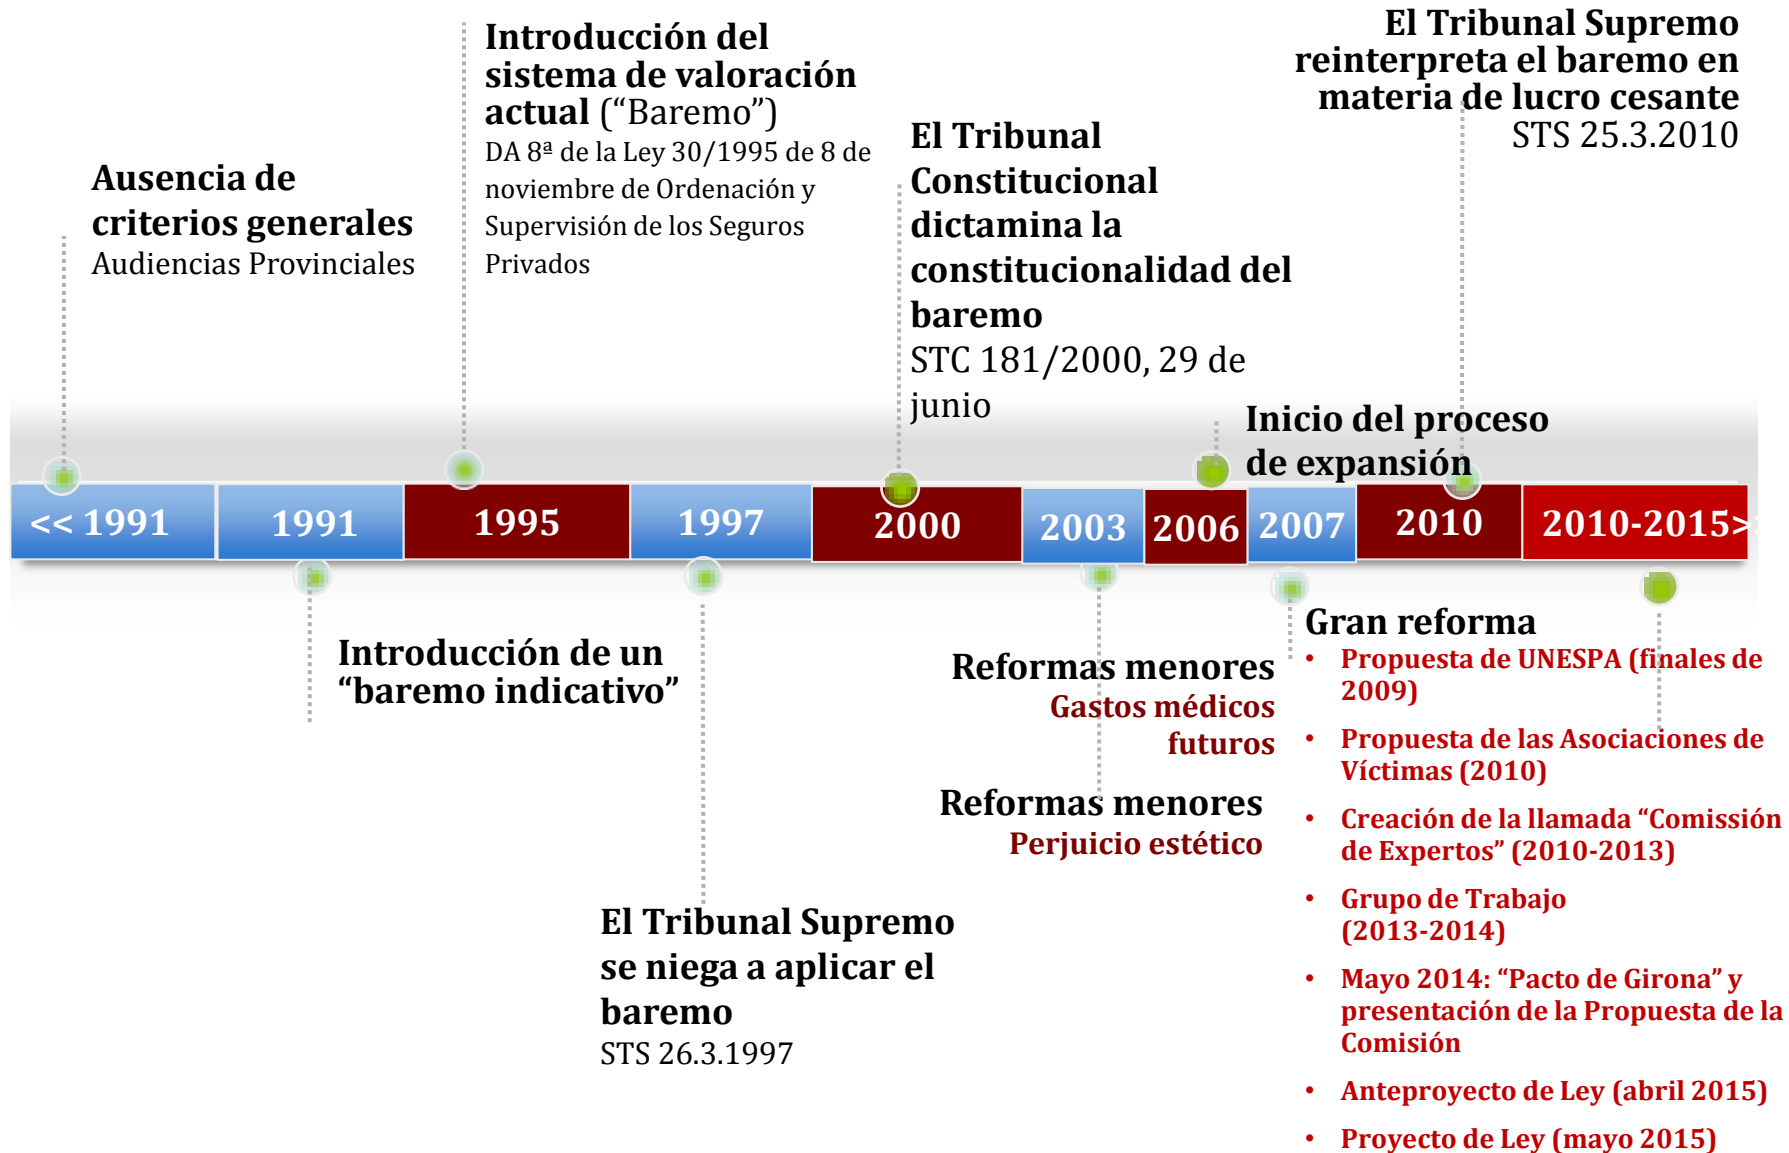 Ausencia de
criterios generales
Audiencias Provinciales
Introducción del
sistema de valoración
actual (“Baremo”)
DA 8ª de la Ley 30/1995 de 8 de
noviembre de Ordenación y
Supervisión de los Seguros
Privados
El Tribunal
Constitucional
dictamina la
constitucionalidad del
baremo
STC 181/2000, 29 de
junio
Inicio del proceso
de expansión
El Tribunal Supremo
reinterpreta el baremo en
materia de lucro cesante
STS 25.3.2010
<< 1991
1991
1995
1997
2000
2003
2006
2007
2010
2010-2015>
Introducción de un
“baremo indicativo”
El Tribunal Supremo
se niega a aplicar el
baremo
STS 26.3.1997
Reformas menores
Gastos médicos
futuros
Reformas menores
Perjuicio estético
Gran reforma
• Propuesta de UNESPA (finales de
2009)
• Propuesta de las Asociaciones de
Víctimas (2010)
• Creación de la llamada “Comissión
de Expertos” (2010-2013)
• Grupo de Trabajo
(2013-2014)
• Mayo 2014: “Pacto de Girona” y
presentación de la Propuesta de la
Comisión
• Anteproyecto de Ley (abril 2015)
• Proyecto de Ley (mayo 2015)